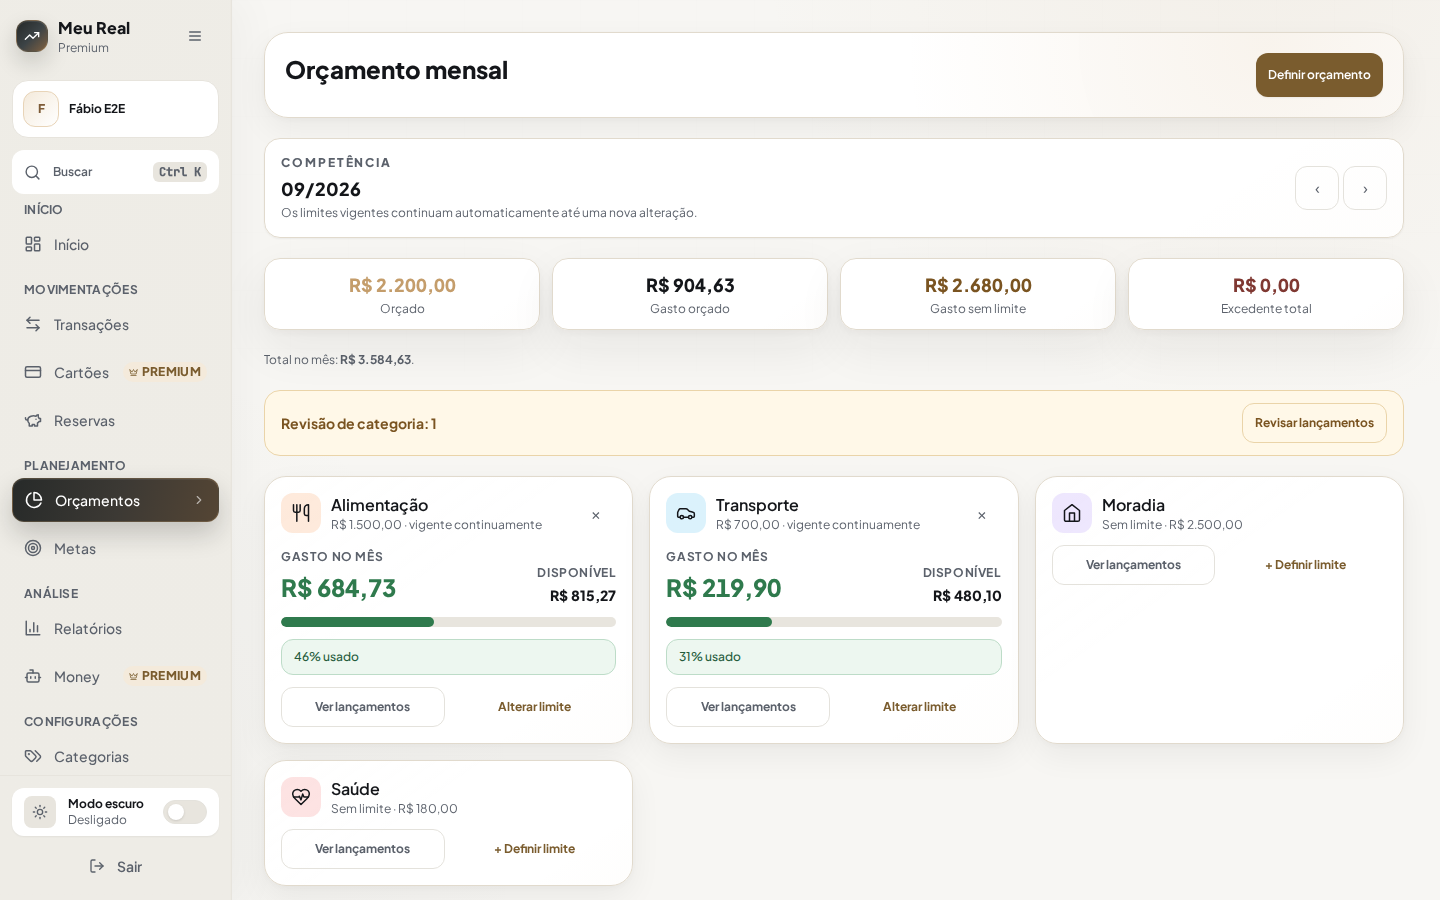 Meu Real
Premium
F
Fábio E2E
Buscar
Ctrl K
INÍCIO
Início
MOVIMENTAÇÕES
Transações
Cartões
PREMIUM
Reservas
PLANEJAMENTO
Orçamentos
Metas
ANÁLISE
Relatórios
Money
PREMIUM
CONFIGURAÇÕES
Categorias
Modo escuro
Desligado
Sair
Orçamento mensal
Definir orçamento
COMPETÊNCIA
09/2026
Os limites vigentes continuam automaticamente até uma nova alteração.
‹
›
R$ 2.200,00
Orçado
R$ 904,63
Gasto orçado
R$ 2.680,00
Gasto sem limite
R$ 0,00
Excedente total
Total no mês: R$ 3.584,63.
Revisão de categoria: 1
Revisar lançamentos
Alimentação
R$ 1.500,00 · vigente continuamente
×
GASTO NO MÊS
R$ 684,73
DISPONÍVEL
R$ 815,27
46% usado
Ver lançamentos
Alterar limite
Transporte
R$ 700,00 · vigente continuamente
×
GASTO NO MÊS
R$ 219,90
DISPONÍVEL
R$ 480,10
31% usado
Ver lançamentos
Alterar limite
Moradia
Sem limite · R$ 2.500,00
Ver lançamentos
+ Definir limite
Saúde
Sem limite · R$ 180,00
Ver lançamentos
+ Definir limite